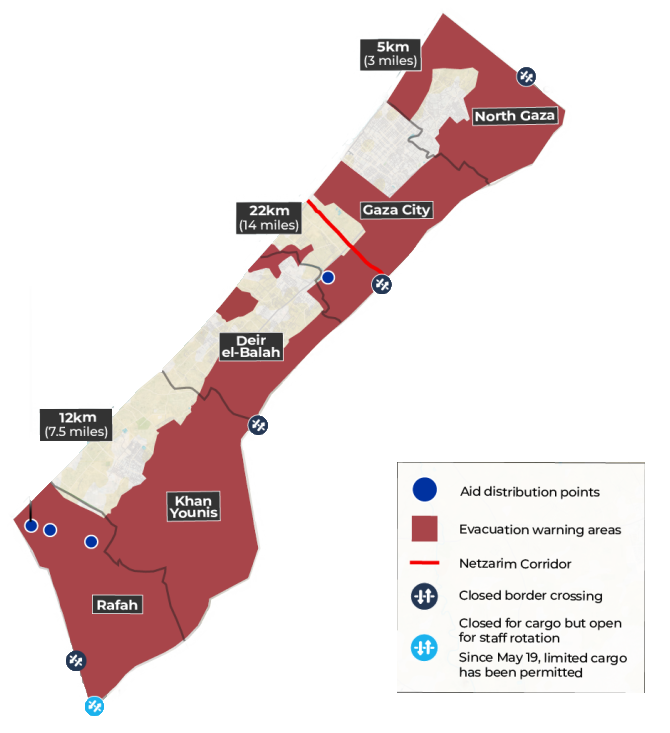 5km
(3 miles)
North Gaza
22km
(14 miles)
Gaza City
Deir
el-Balah
12km
(7.5 miles)
Khan
Younis
Rafah
Aid distribution points
Evacuation warning areas
Netzarim Corridor
Closed border crossing
Closed for cargo but open
for staff rotation
Since May 19, limited cargo
has been permitted